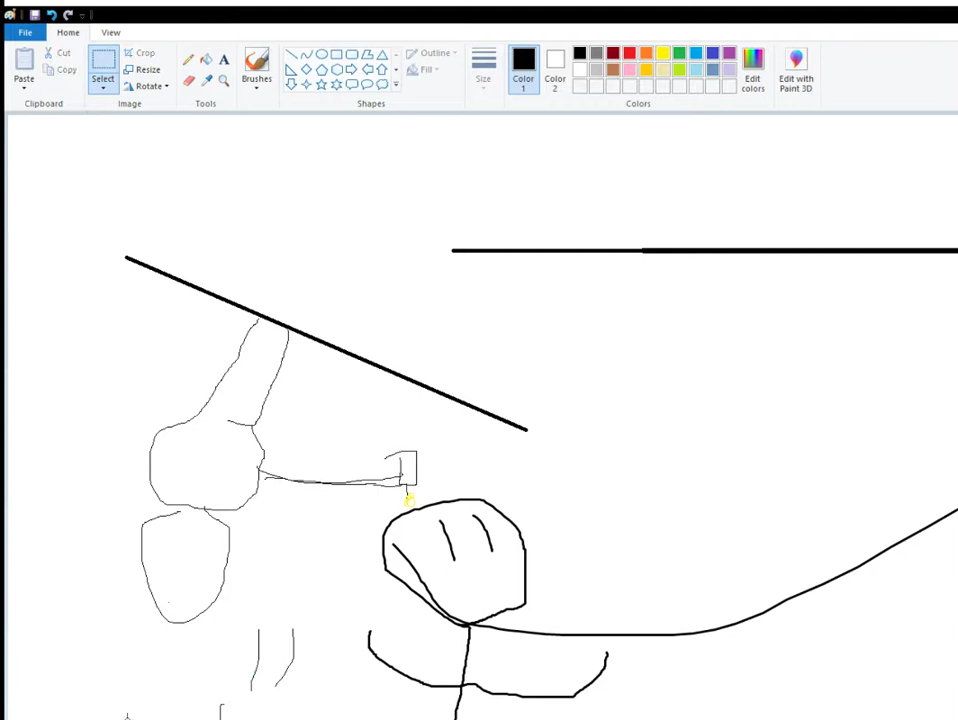 File Home View
Cut Crop Outline
Paste Copy Select Resize Fill
Rotate Brushes Size Color 1 Color 2 Edit colors Edit with Paint 3D
Clipboard Image Tools Shapes Colors